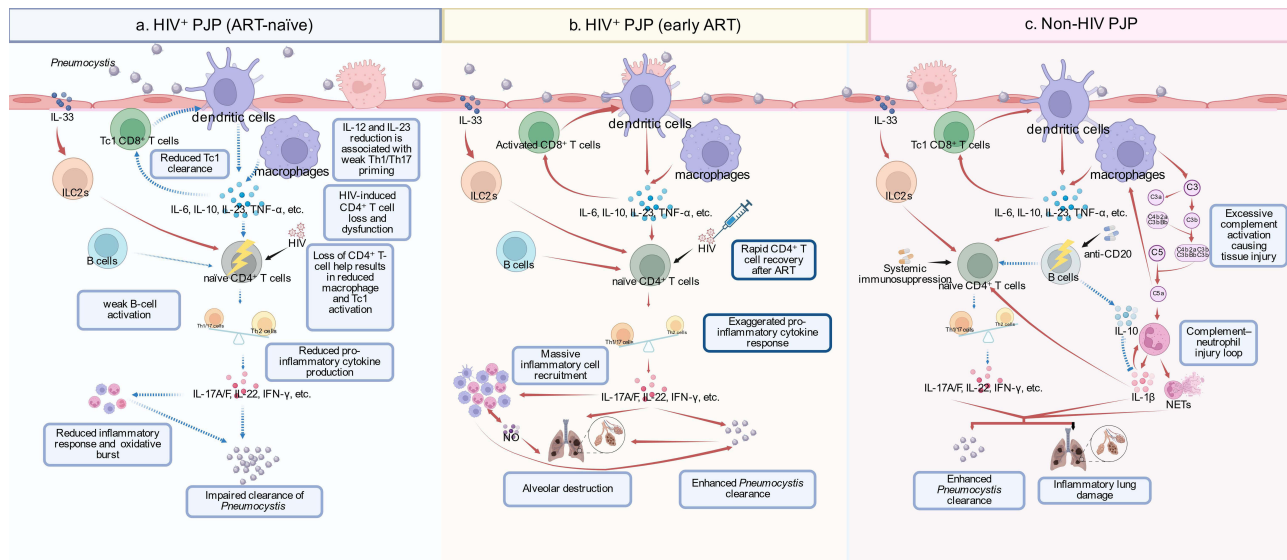 a. HIV⁺ PJP (ART-naïve)
Pneumocystis
IL-33
dendritic cells
Tc1 CD8⁺ T cells
Reduced Tc1
clearance
macrophages
IL-12 and IL-23
reduction is
associated with
weak Th1/Th17
priming
ILC2s
IL-6, IL-10, IL-23, TNF-α, etc.
HIV-induced
CD4⁺ T cell
loss and
dysfunction
HIV
B cells
naïve CD4⁺ T cells
Loss of CD4⁺ T-
cell help results
in reduced
macrophage
and Tc1
activation
weak B-cell
activation
Th1/17 cells
Th2 cells
Reduced pro-
inflammatory cytokine
production
IL-17A/F, IL-22, IFN-γ, etc.
Reduced inflammatory
response and oxidative
burst
Impaired clearance of
Pneumocystis
b. HIV⁺ PJP (early ART)
IL-33
dendritic cells
Activated CD8⁺ T cells
macrophages
ILC2s
IL-6, IL-10, IL-23, TNF-α, etc.
HIV
B cells
naïve CD4⁺ T cells
Rapid CD4⁺ T
cell recovery
after ART
Th1/17 cells
Th2 cells
Exaggerated pro-
inflammatory cytokine
response
Massive
inflammatory cell
recruitment
IL-17A/F, IL-22, IFN-γ, etc.
NO
Alveolar destruction
Enhanced Pneumocystis
clearance
c. Non-HIV PJP
IL-33
dendritic cells
Tc1 CD8⁺ T cells
macrophages
ILC2s
IL-6, IL-10, IL-23, TNF-α, etc.
C3
C3a
C3b
C4b2a
C3bBb
C4b2aC3b
C3bBbC3b
C5
C5a
Excessive
complement
activation
causing
tissue injury
anti-CD20
Systemic
immunosuppression
naïve CD4⁺ T cells
B cells
Th1/17 cells
Th2 cells
IL-10
Complement–
neutrophil
injury loop
IL-17A/F, IL-22, IFN-γ, etc.
IL-1β
NETs
Enhanced
Pneumocystis
clearance
Inflammatory lung
damage